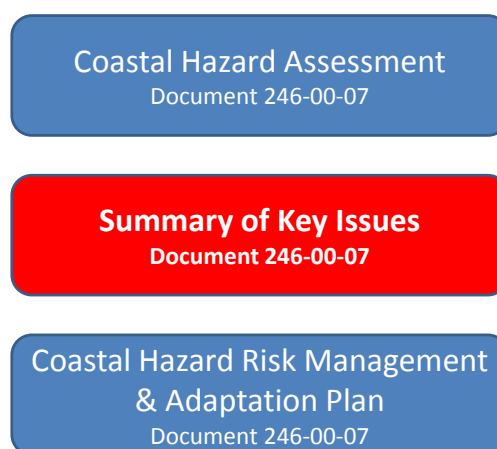 Coastal Hazard Assessment
Document 246-00-07
Summary of Key Issues
Document 246-00-07
Coastal Hazard Risk Management
& Adaptation Plan
Document 246-00-07